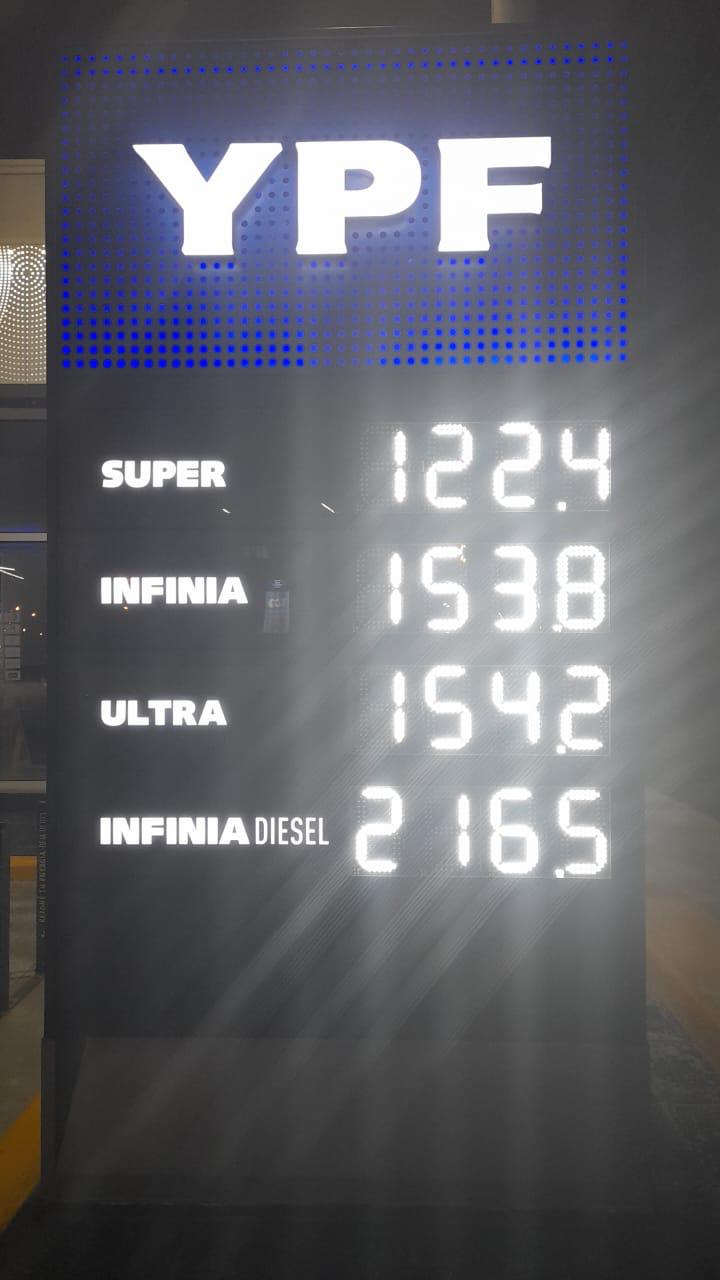 YPF
SUPER 122.4
INFINIA 153.8
ULTRA 154.2
INFINIA DIESEL 216.5